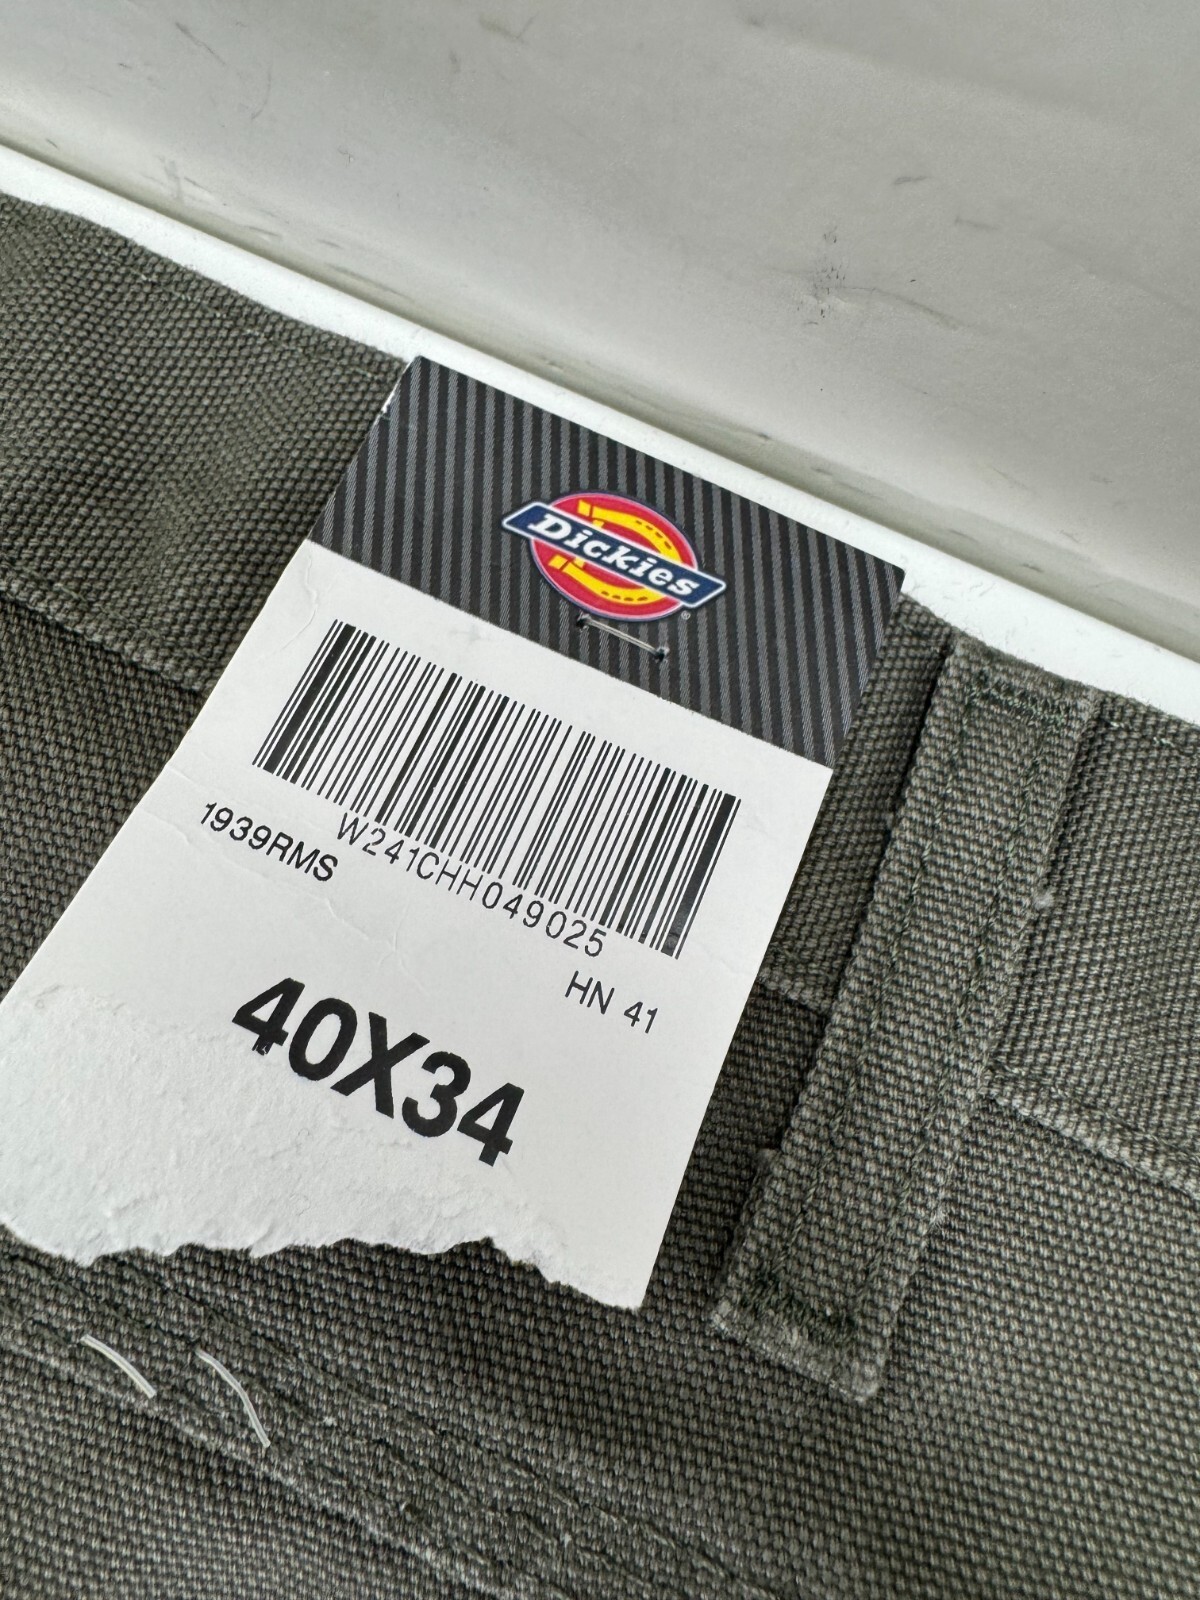 Dickies
®
W241CHH049025
1939RMS
HN 41
40X34